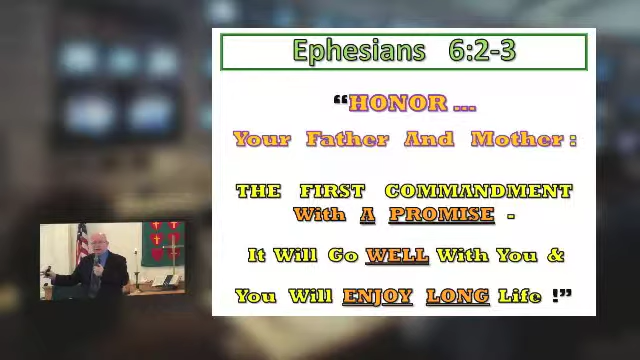 Ephesians 6:2-3
“HONOR ...
Your Father And Mother :
THE FIRST COMMANDMENT
With A PROMISE -
It Will Go WELL With You &
You Will ENJOY LONG Life !”